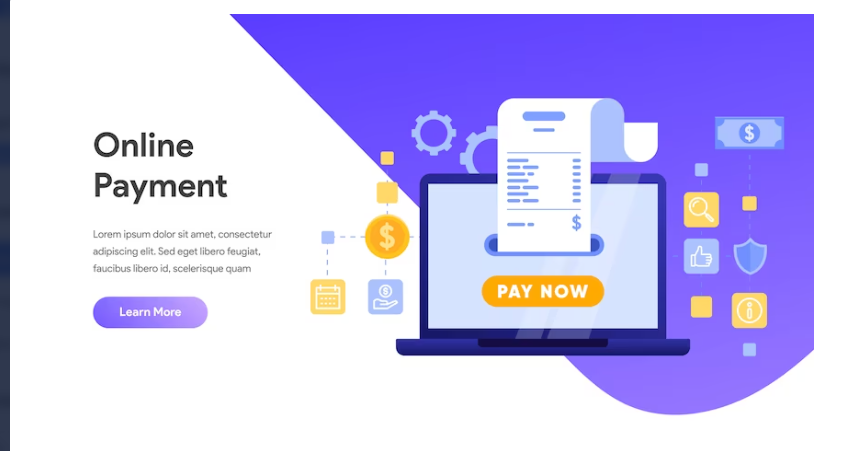 Online
Payment
Lorem ipsum dolor sit amet, consectetur
adipiscing elit. Sed eget libero feugiat,
faucibus libero id, scelerisque quam
Learn More
$
$
$
$
PAY NOW